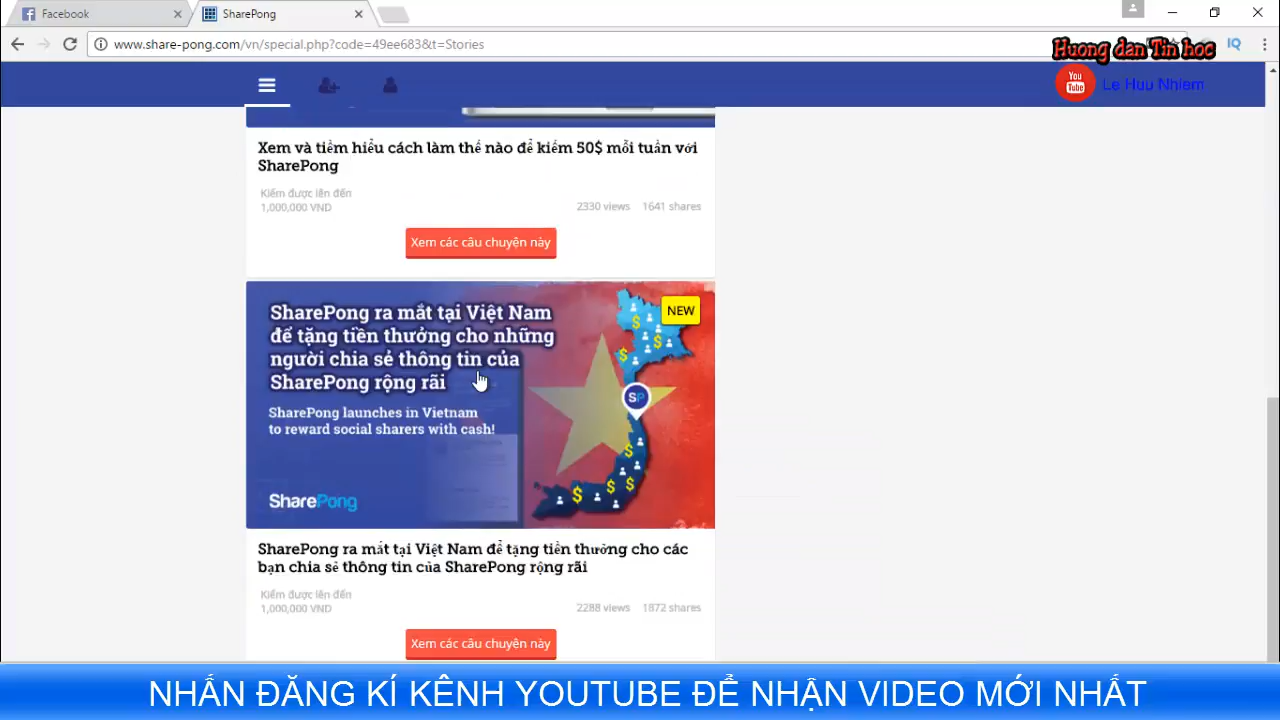 Facebook
SharePong
www.share-pong.com/vn/special.php?code=49ee683&t=Stories
Huong dan Tin hoc
You Tube
Le Huu Nhiem
Xem và tiềm hiểu cách làm thế nào để kiếm 50$ mỗi tuần với
SharePong
Kiếm được lên đến
1,000,000 VND
2330 views 1641 shares
Xem các câu chuyện này
SharePong ra mắt tại Việt Nam
để tặng tiền thưởng cho những
người chia sẻ thông tin của
SharePong rộng rãi
NEW
SharePong launches in Vietnam
to reward social sharers with cash!
SP
SharePong
SharePong ra mắt tại Việt Nam để tặng tiền thưởng cho các
bạn chia sẻ thông tin của SharePong rộng rãi
Kiếm được lên đến
1,000,000 VND
2288 views 1872 shares
Xem các câu chuyện này
NHẤN ĐĂNG KÍ KÊNH YOUTUBE ĐỂ NHẬN VIDEO MỚI NHẤT